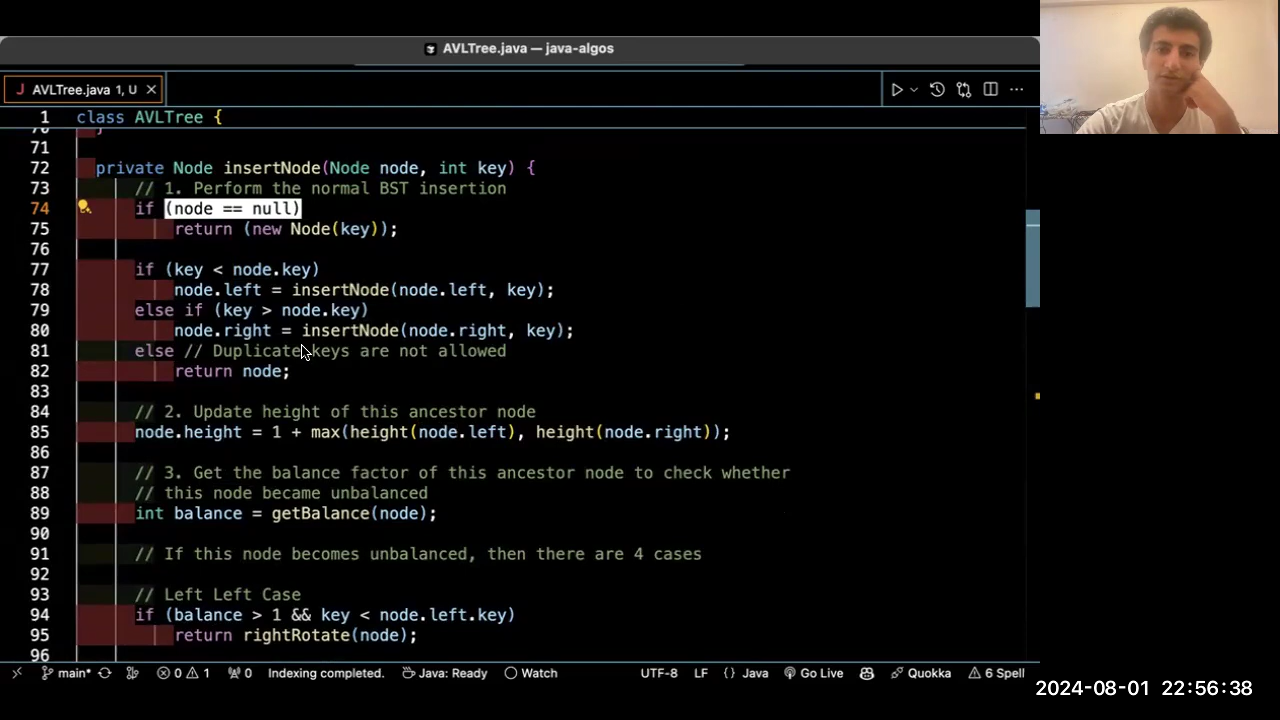 AVLTree.java — java-algos
J AVLTree.java 1, U
1 class AVLTree {
70 }
71
72 private Node insertNode(Node node, int key) {
73 // 1. Perform the normal BST insertion
74 if (node == null)
75 return (new Node(key));
76
77 if (key < node.key)
78 node.left = insertNode(node.left, key);
79 else if (key > node.key)
80 node.right = insertNode(node.right, key);
81 else // Duplicate keys are not allowed
82 return node;
83
84 // 2. Update height of this ancestor node
85 node.height = 1 + max(height(node.left), height(node.right));
86
87 // 3. Get the balance factor of this ancestor node to check whether
88 // this node became unbalanced
89 int balance = getBalance(node);
90
91 // If this node becomes unbalanced, then there are 4 cases
92
93 // Left Left Case
94 if (balance > 1 && key < node.left.key)
95 return rightRotate(node);
96
main* 0 1 0 Indexing completed. Java: Ready Watch UTF-8 LF {} Java Go Live Quokka 6 Spell
2024-08-01 22:56:38